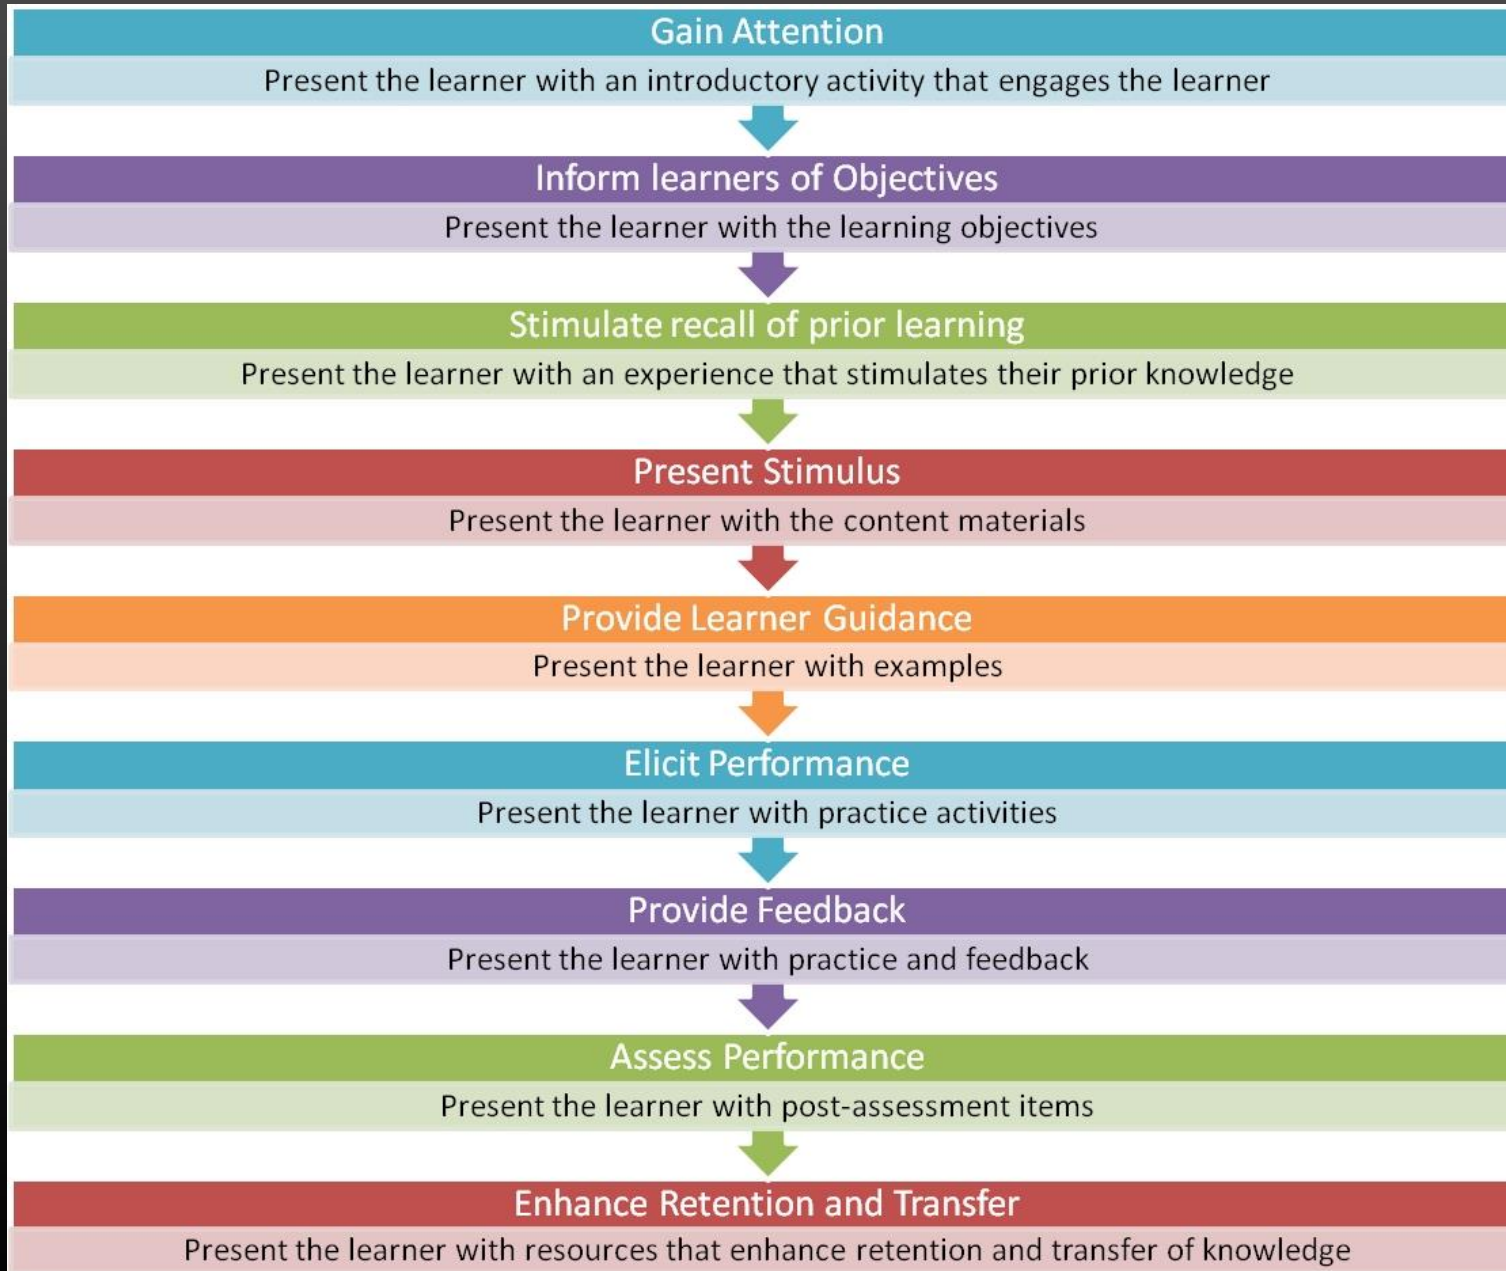 Gain Attention
Present the learner with an introductory activity that engages the learner
Inform learners of Objectives
Present the learner with the learning objectives
Stimulate recall of prior learning
Present the learner with an experience that stimulates their prior knowledge
Present Stimulus
Present the learner with the content materials
Provide Learner Guidance
Present the learner with examples
Elicit Performance
Present the learner with practice activities
Provide Feedback
Present the learner with practice and feedback
Assess Performance
Present the learner with post-assessment items
Enhance Retention and Transfer
Present the learner with resources that enhance retention and transfer of knowledge